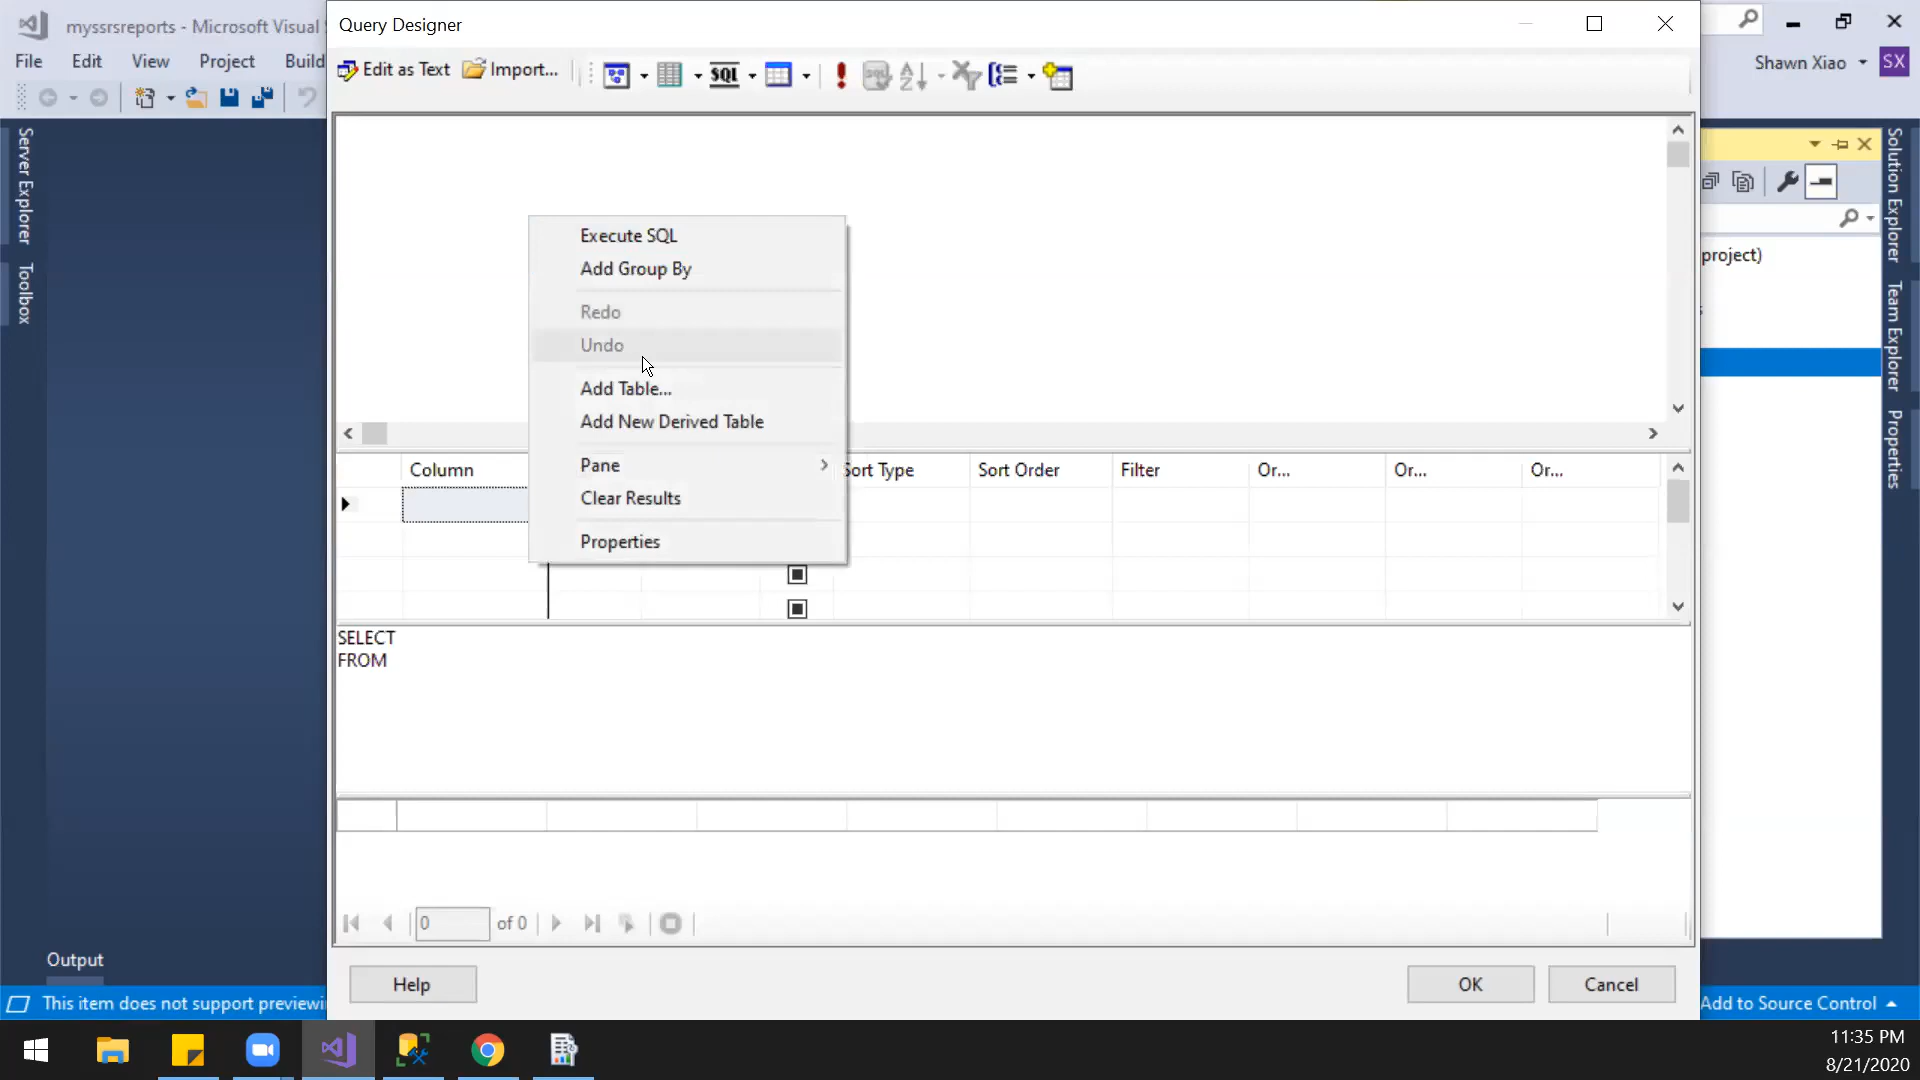 myssrsreports - Microsoft Visual
Query Designer
File Edit View Project Build
Edit as Text Import... SQL
Shawn Xiao SX
Server Explorer
Toolbox
Solution Explorer
Team Explorer
Properties
project)
Execute SQL
Add Group By
Redo
Undo
Add Table...
Add New Derived Table
Pane
Clear Results
Properties
Column Sort Type Sort Order Filter Or... Or... Or...
SELECT
FROM
0 of 0
Output
Help OK Cancel
This item does not support previewi
Add to Source Control
11:35 PM
8/21/2020